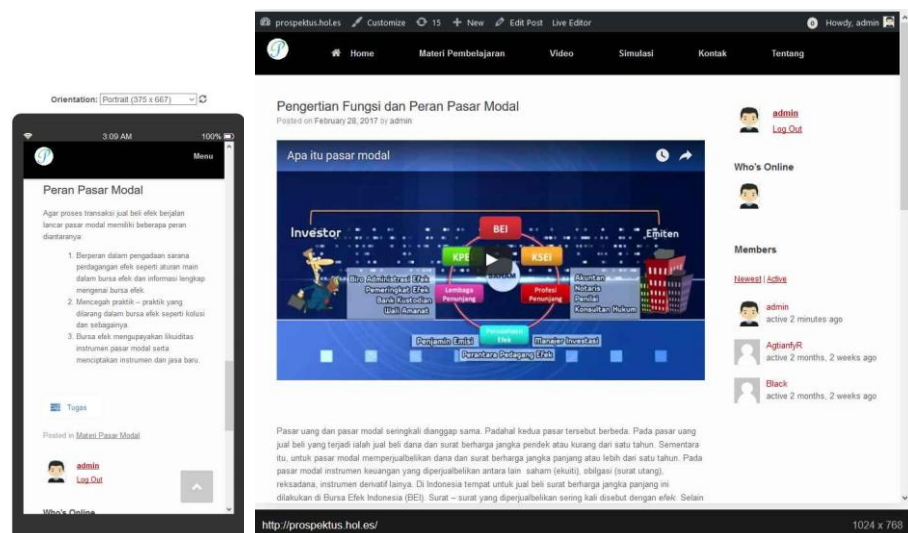 Orientation: Portrait (375 x 667)
3:09 AM
100%
P
Menu
Peran Pasar Modal
Agar proses transaksi jual beli efek berjalan
lancar pasar modal memiliki beberapa peran
diantaranya:
1. Berperan dalam pengadaan sarana
perdagangan efek seperti aturan main
dalam bursa efek dan informasi lengkap
mengenai bursa efek.
2. Mencegah praktik – praktik yang
dilarang dalam bursa efek seperti kolusi
dan sebagainya.
3. Bursa efek mengupayakan likuiditas
instrumen pasar modal serta
menciptakan instrumen dan jasa baru.
Tugas
Posted in Materi Pasar Modal
admin
Log Out
Who's Online
prospektus.hol.es Customize 15 New Edit Post Live Editor 0 Howdy, admin
P Home Materi Pembelajaran Video Simulasi Kontak Tentang
Pengertian Fungsi dan Peran Pasar Modal
Posted on February 28, 2017 by admin
Apa itu pasar modal
Investor
BEI
Emiten
KPE
KSEI
Biro Administrasi Efek
Pemeringkat Efek
Bank Kustodian
Wali Amanat
Lembaga
Penunjang
Profesi
Penunjang
Akuntan
Notaris
Penilai
Konsultan Hukum
Perusahaan
Efek
Penjamin Emisi
Manajer Investasi
Perantara Pedagang Efek
Pasar uang dan pasar modal seringkali dianggap sama. Padahal kedua pasar tersebut berbeda. Pada pasar uang
jual beli yang terjadi ialah jual beli dana dan surat berharga jangka pendek atau kurang dari satu tahun. Sementara
itu, untuk pasar modal memperjualbelikan dana dan surat berharga jangka panjang atau lebih dari satu tahun. Pada
pasar modal instrumen keuangan yang diperjualbelikan antara lain saham (ekuiti), obligasi (surat utang),
reksadana, instrumen derivatif lainya. Di Indonesia tempat untuk jual beli surat berharga jangka panjang ini
dilakukan di Bursa Efek Indonesia (BEI). Surat – surat yang diperjualbelikan sering kali disebut dengan efek. Selain
admin
Log Out
Who's Online
Members
Newest | Active
admin
active 2 minutes ago
AgtianfyR
active 2 months, 2 weeks ago
Black
active 2 months, 2 weeks ago
http://prospektus.hol.es/
1024 x 768